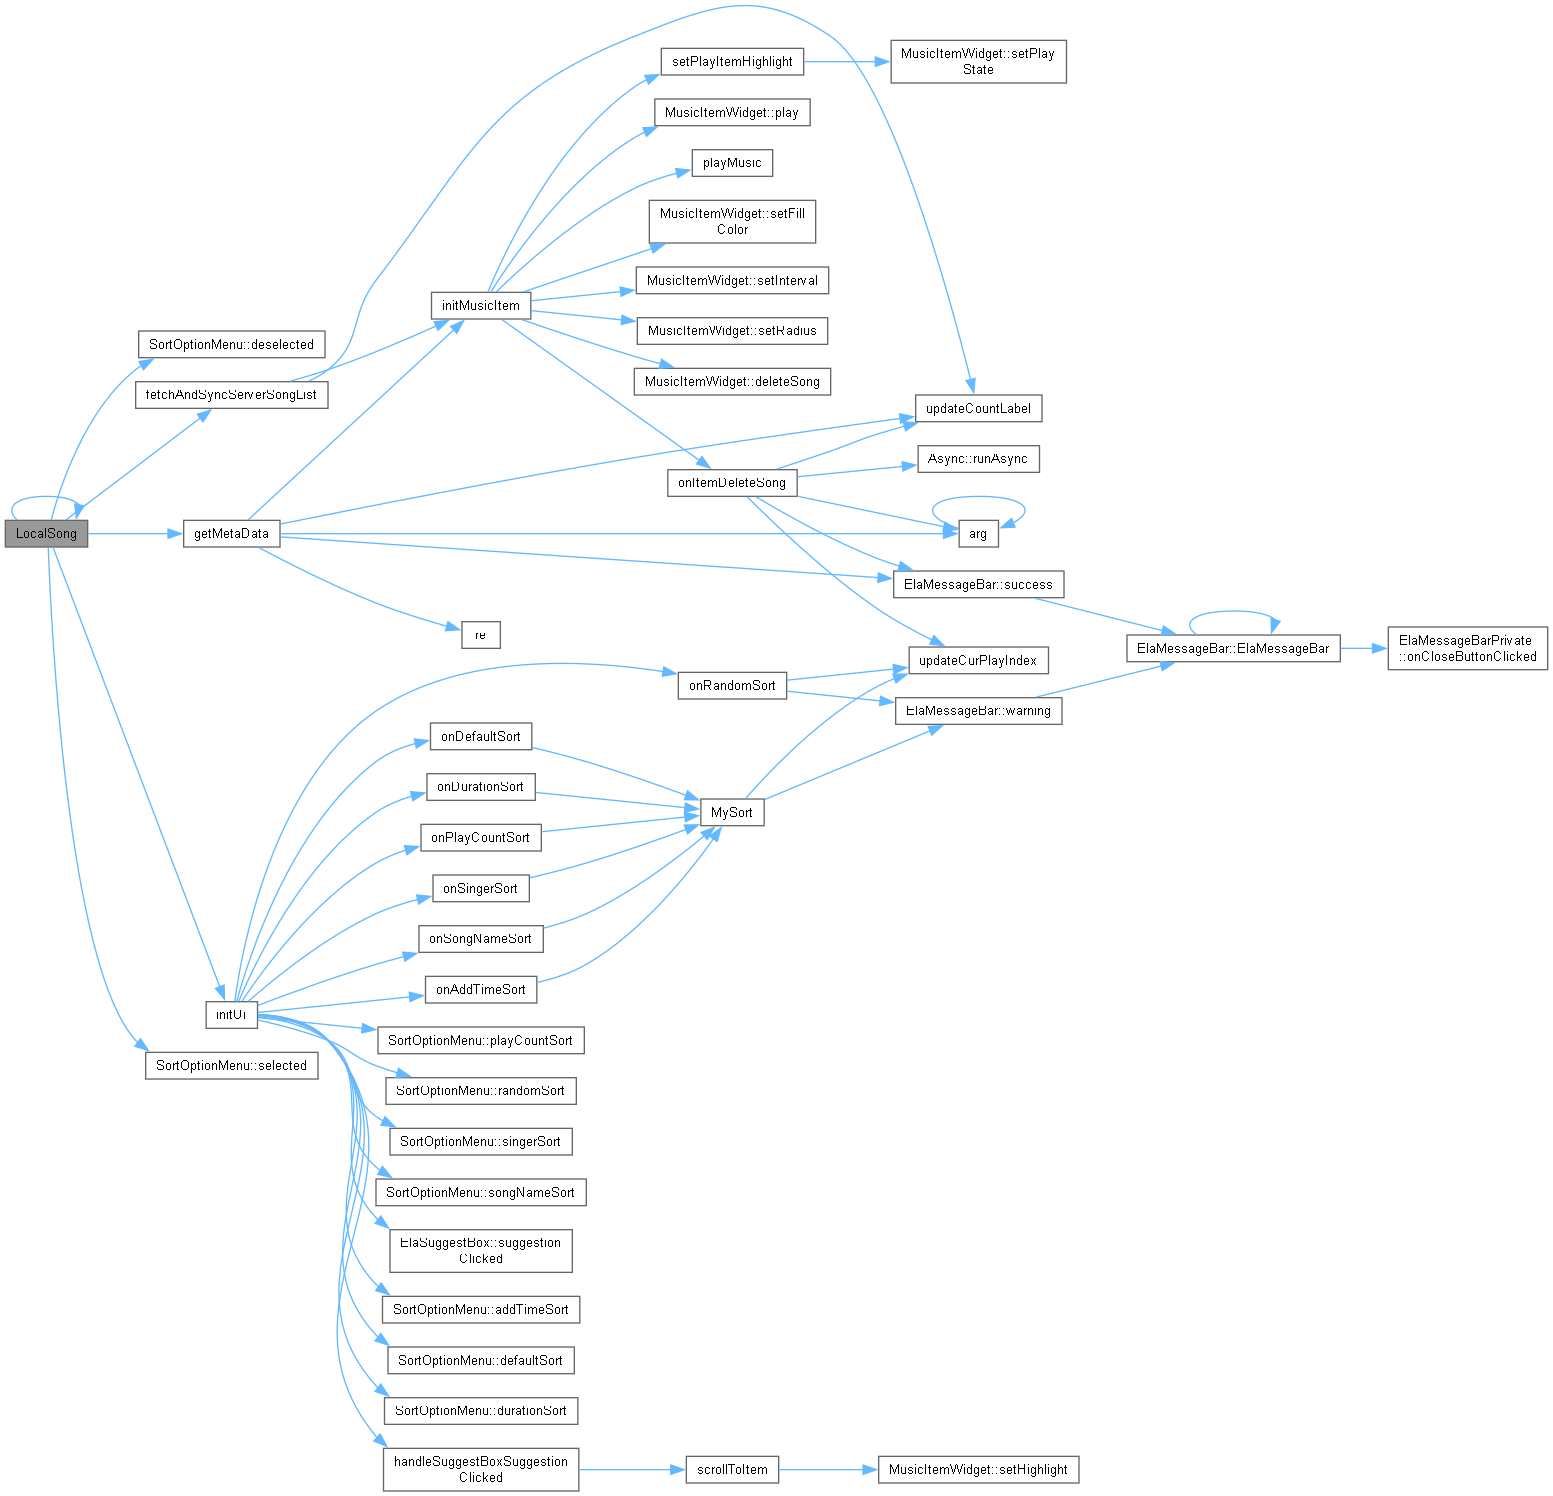 setPlayItemHighlight
MusicItemWidget::setPlay
State
MusicItemWidget::play
playMusic
MusicItemWidget::setFill
Color
MusicItemWidget::setInterval
initMusicItem
MusicItemWidget::setRadius
SortOptionMenu::deselected
MusicItemWidget::deleteSong
fetchAndSyncServerSongList
updateCountLabel
Async::runAsync
onItemDeleteSong
LocalSong
getMetaData
arg
ElaMessageBar::success
re
ElaMessageBar::ElaMessageBar
ElaMessageBarPrivate
::onCloseButtonClicked
updateCurPlayIndex
onRandomSort
ElaMessageBar::warning
onDefaultSort
onDurationSort
MySort
onPlayCountSort
onSingerSort
onSongNameSort
onAddTimeSort
initUi
SortOptionMenu::playCountSort
SortOptionMenu::selected
SortOptionMenu::randomSort
SortOptionMenu::singerSort
SortOptionMenu::songNameSort
ElaSuggestBox::suggestion
Clicked
SortOptionMenu::addTimeSort
SortOptionMenu::defaultSort
SortOptionMenu::durationSort
handleSuggestBoxSuggestion
Clicked
scrollToItem
MusicItemWidget::setHighlight